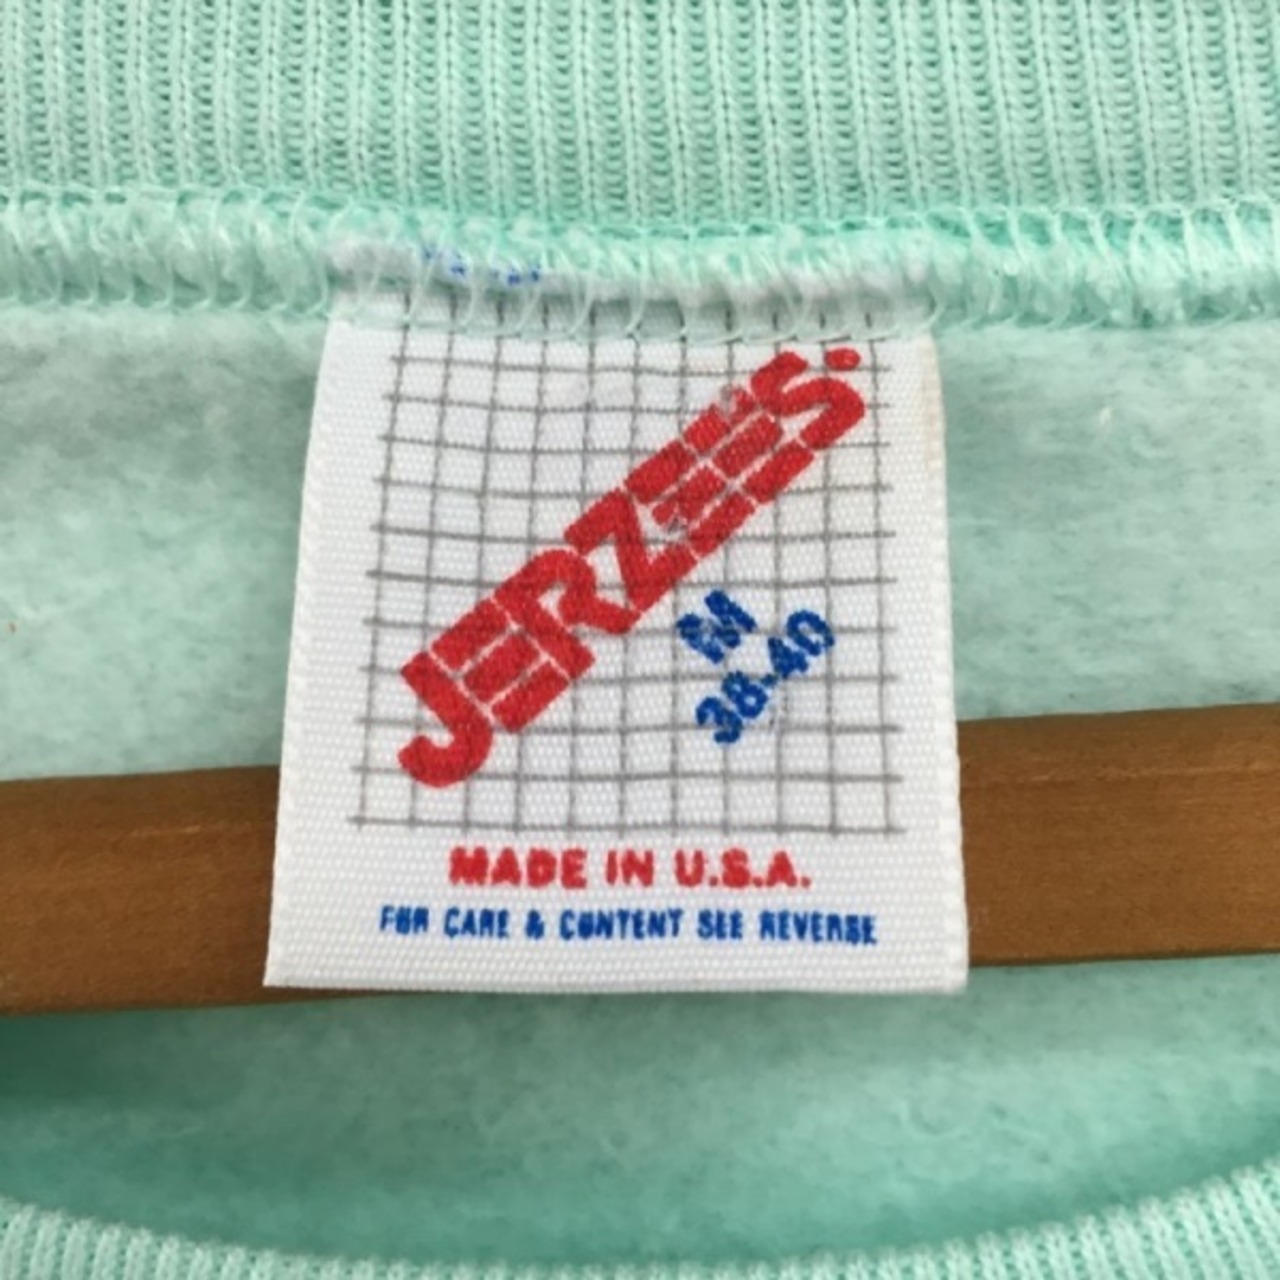 JERZEES.
M
38-40
MADE IN U.S.A.
FOR CARE & CONTENT SEE REVERSE